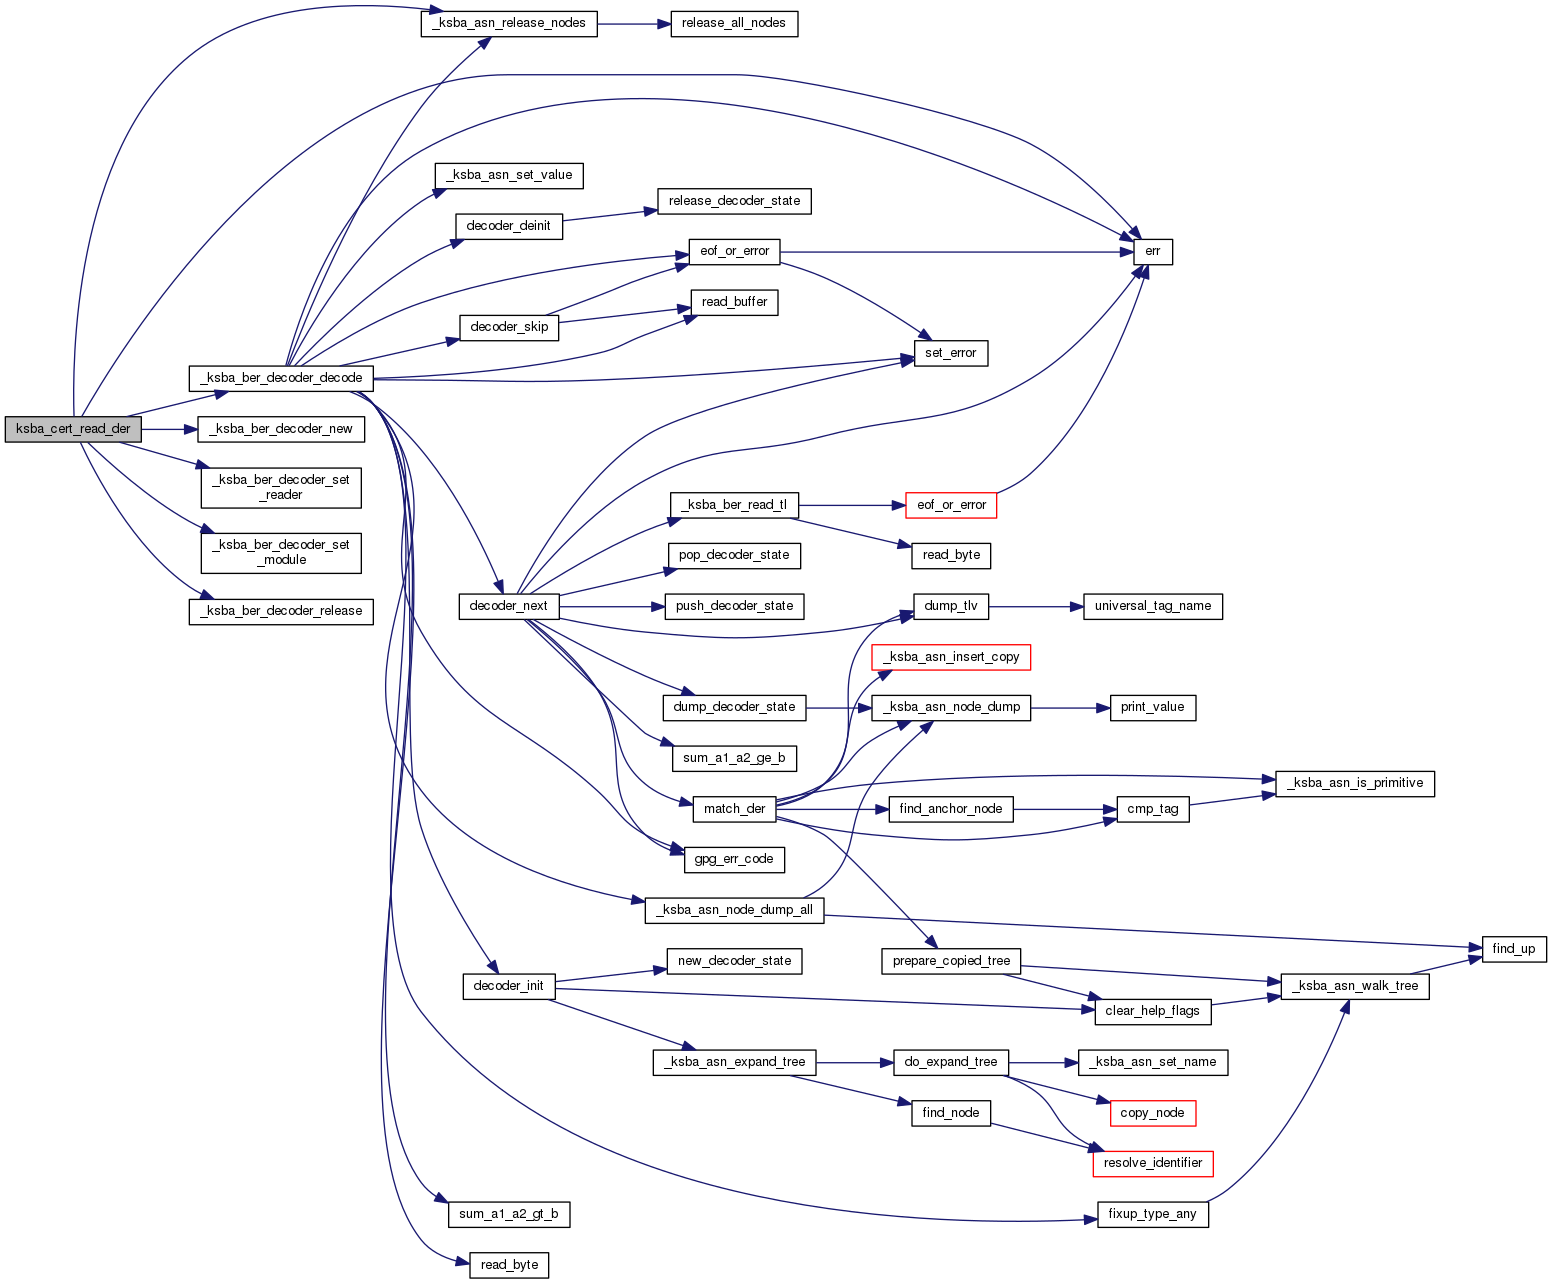 _ksba_asn_release_nodes
release_all_nodes
_ksba_asn_set_value
release_decoder_state
decoder_deinit
eof_or_error
err
read_buffer
decoder_skip
set_error
_ksba_ber_decoder_decode
ksba_cert_read_der
_ksba_ber_decoder_new
_ksba_ber_decoder_set
_reader
_ksba_ber_read_tl
eof_or_error
_ksba_ber_decoder_set
_module
pop_decoder_state
read_byte
_ksba_ber_decoder_release
decoder_next
push_decoder_state
dump_tlv
universal_tag_name
_ksba_asn_insert_copy
dump_decoder_state
_ksba_asn_node_dump
print_value
sum_a1_a2_ge_b
_ksba_asn_is_primitive
match_der
find_anchor_node
cmp_tag
gpg_err_code
_ksba_asn_node_dump_all
find_up
new_decoder_state
prepare_copied_tree
decoder_init
_ksba_asn_walk_tree
clear_help_flags
_ksba_asn_expand_tree
do_expand_tree
_ksba_asn_set_name
find_node
copy_node
resolve_identifier
sum_a1_a2_gt_b
fixup_type_any
read_byte